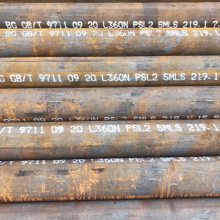 BG GB/T 9711 09 20 L360N PSL2 SMLS 219.1
BG GB/T 9711 09 20 L360N PSL2 SMLS 219.1
GB/T 9711 09 20 L360N PSL2 SMLS 219.1
/T 9711 09 20 L360N PSL2 SMLS 219.1